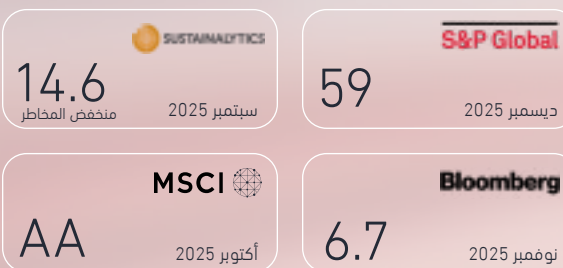 S&P Global
59
ديسمبر 2025
SUSTAINALYTICS
14.6
منخفض المخاطر
سبتمبر 2025
Bloomberg
6.7
نوفمبر 2025
MSCI
AA
أكتوبر 2025